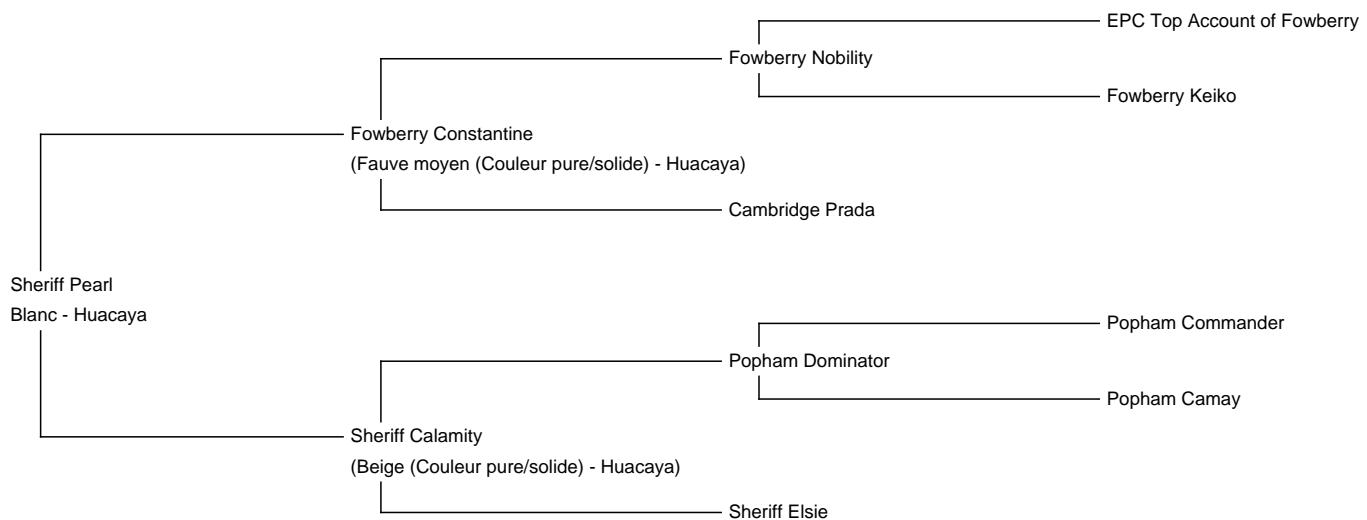 EPC Top Account of Fowberry
Fowberry Nobility
Fowberry Keiko
Fowberry Constantine
(Fauve moyen (Couleur pure/solide) - Huacaya)
Cambridge Prada
Sheriff Pearl
Blanc - Huacaya
Popham Commander
Popham Dominator
Popham Camay
Sheriff Calamity
(Beige (Couleur pure/solide) - Huacaya)
Sheriff Elsie